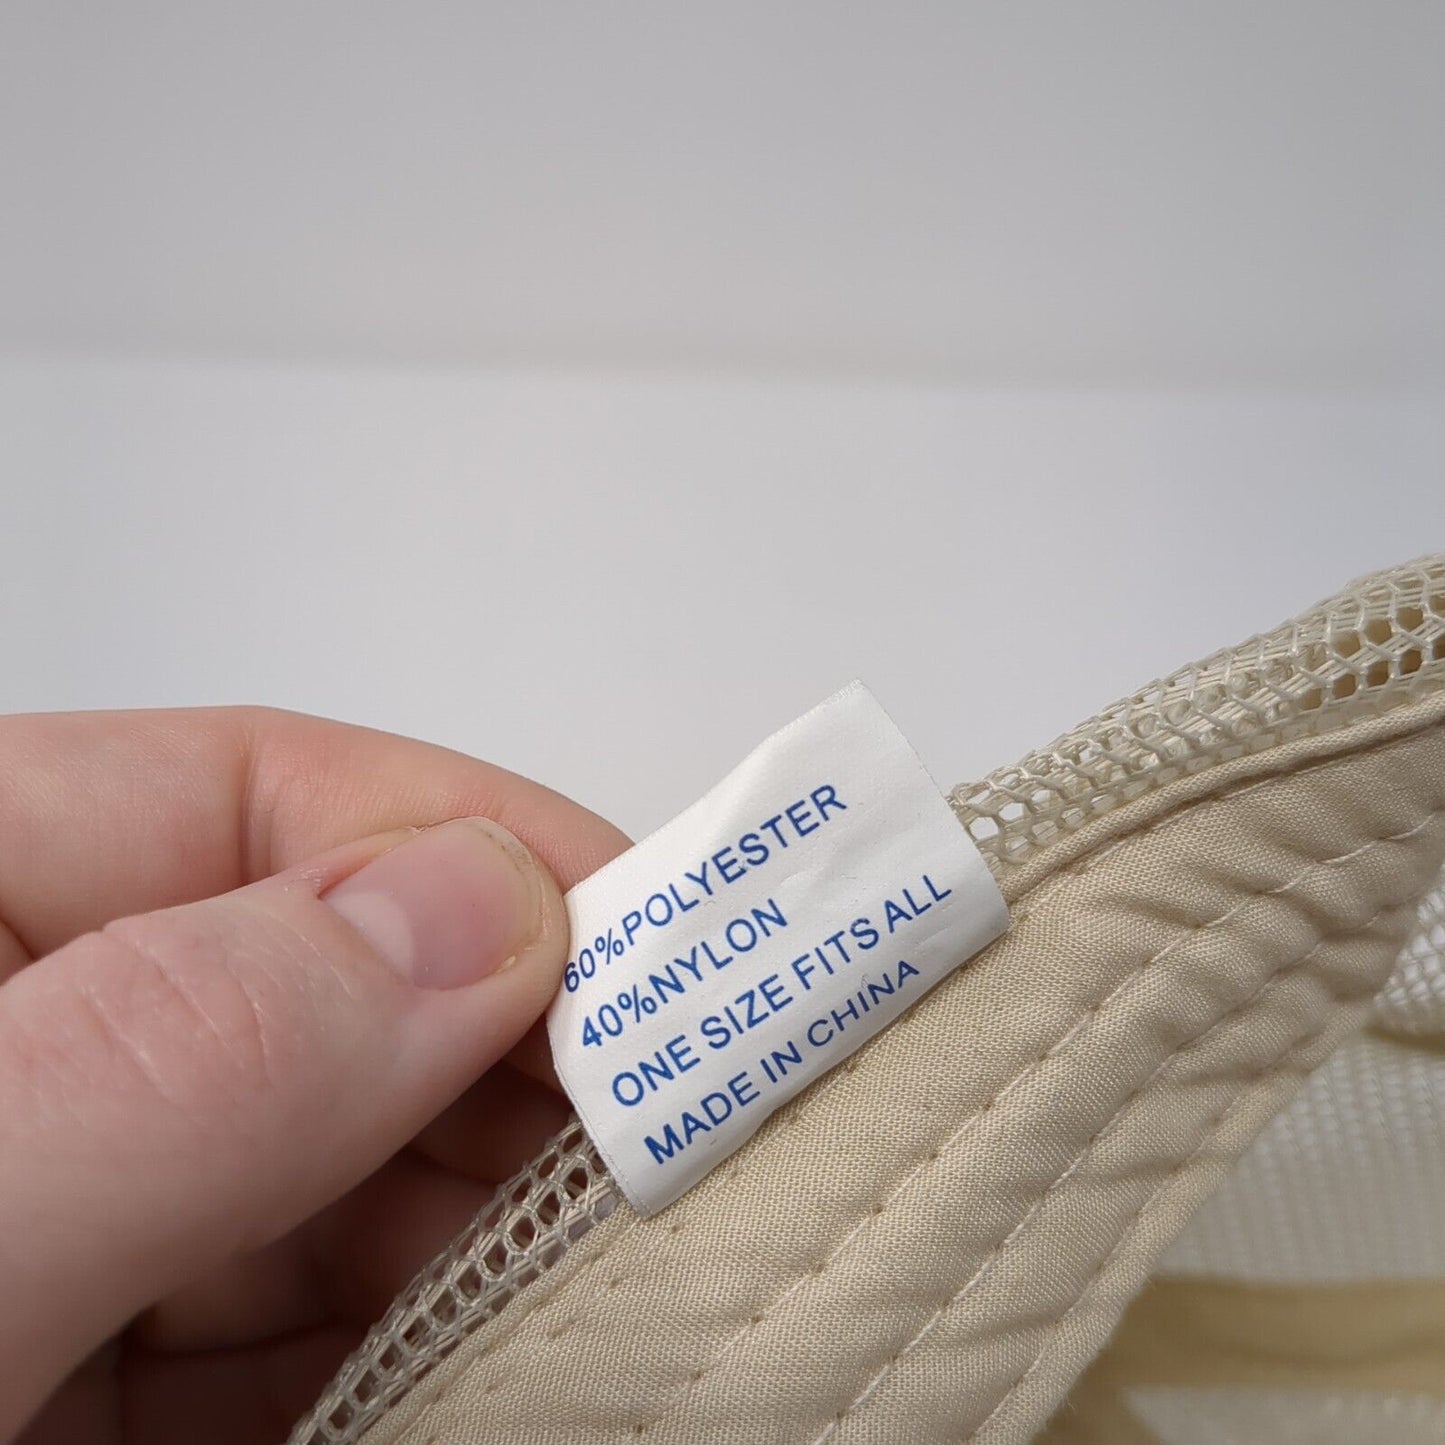 60%POLYESTER
40%NYLON
ONE SIZE FITS ALL
MADE IN CHINA